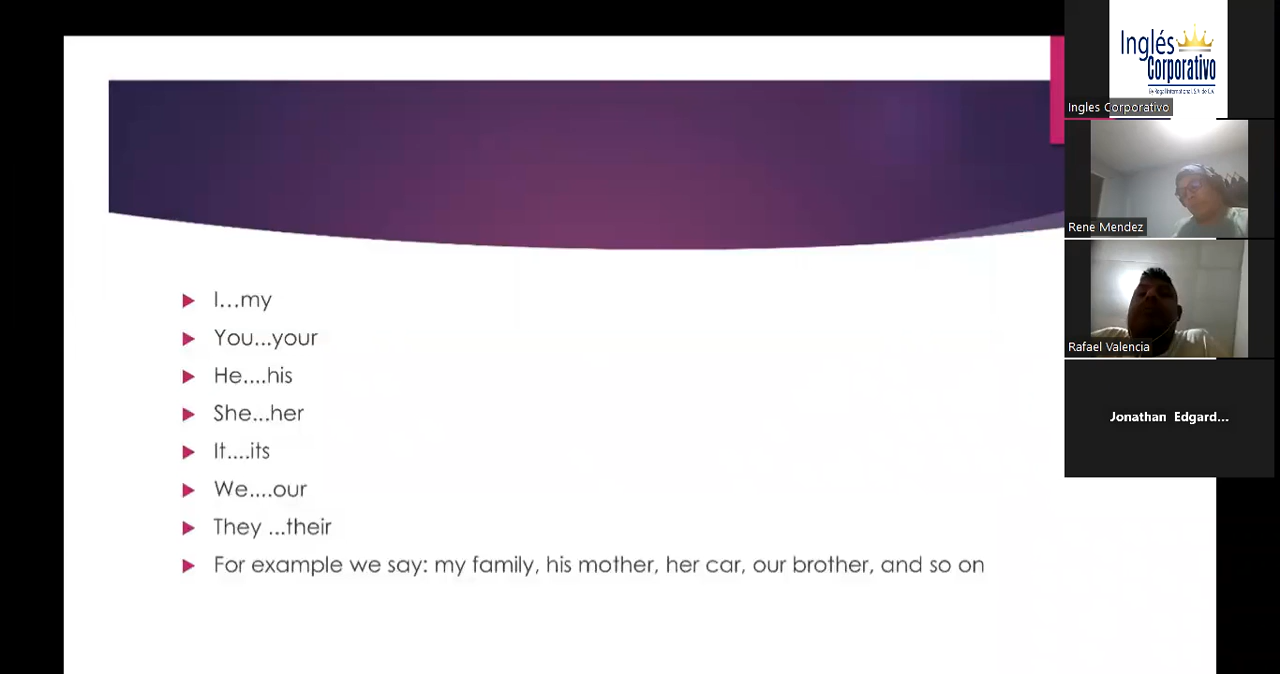 I...my
You...your
He....his
She...her
It....its
We....our
They ...their
For example we say: my family, his mother, her car, our brother, and so on
Inglés
Corporativo
Ingles Corporativo
Rene Mendez
Rafael Valencia
Jonathan Edgard...